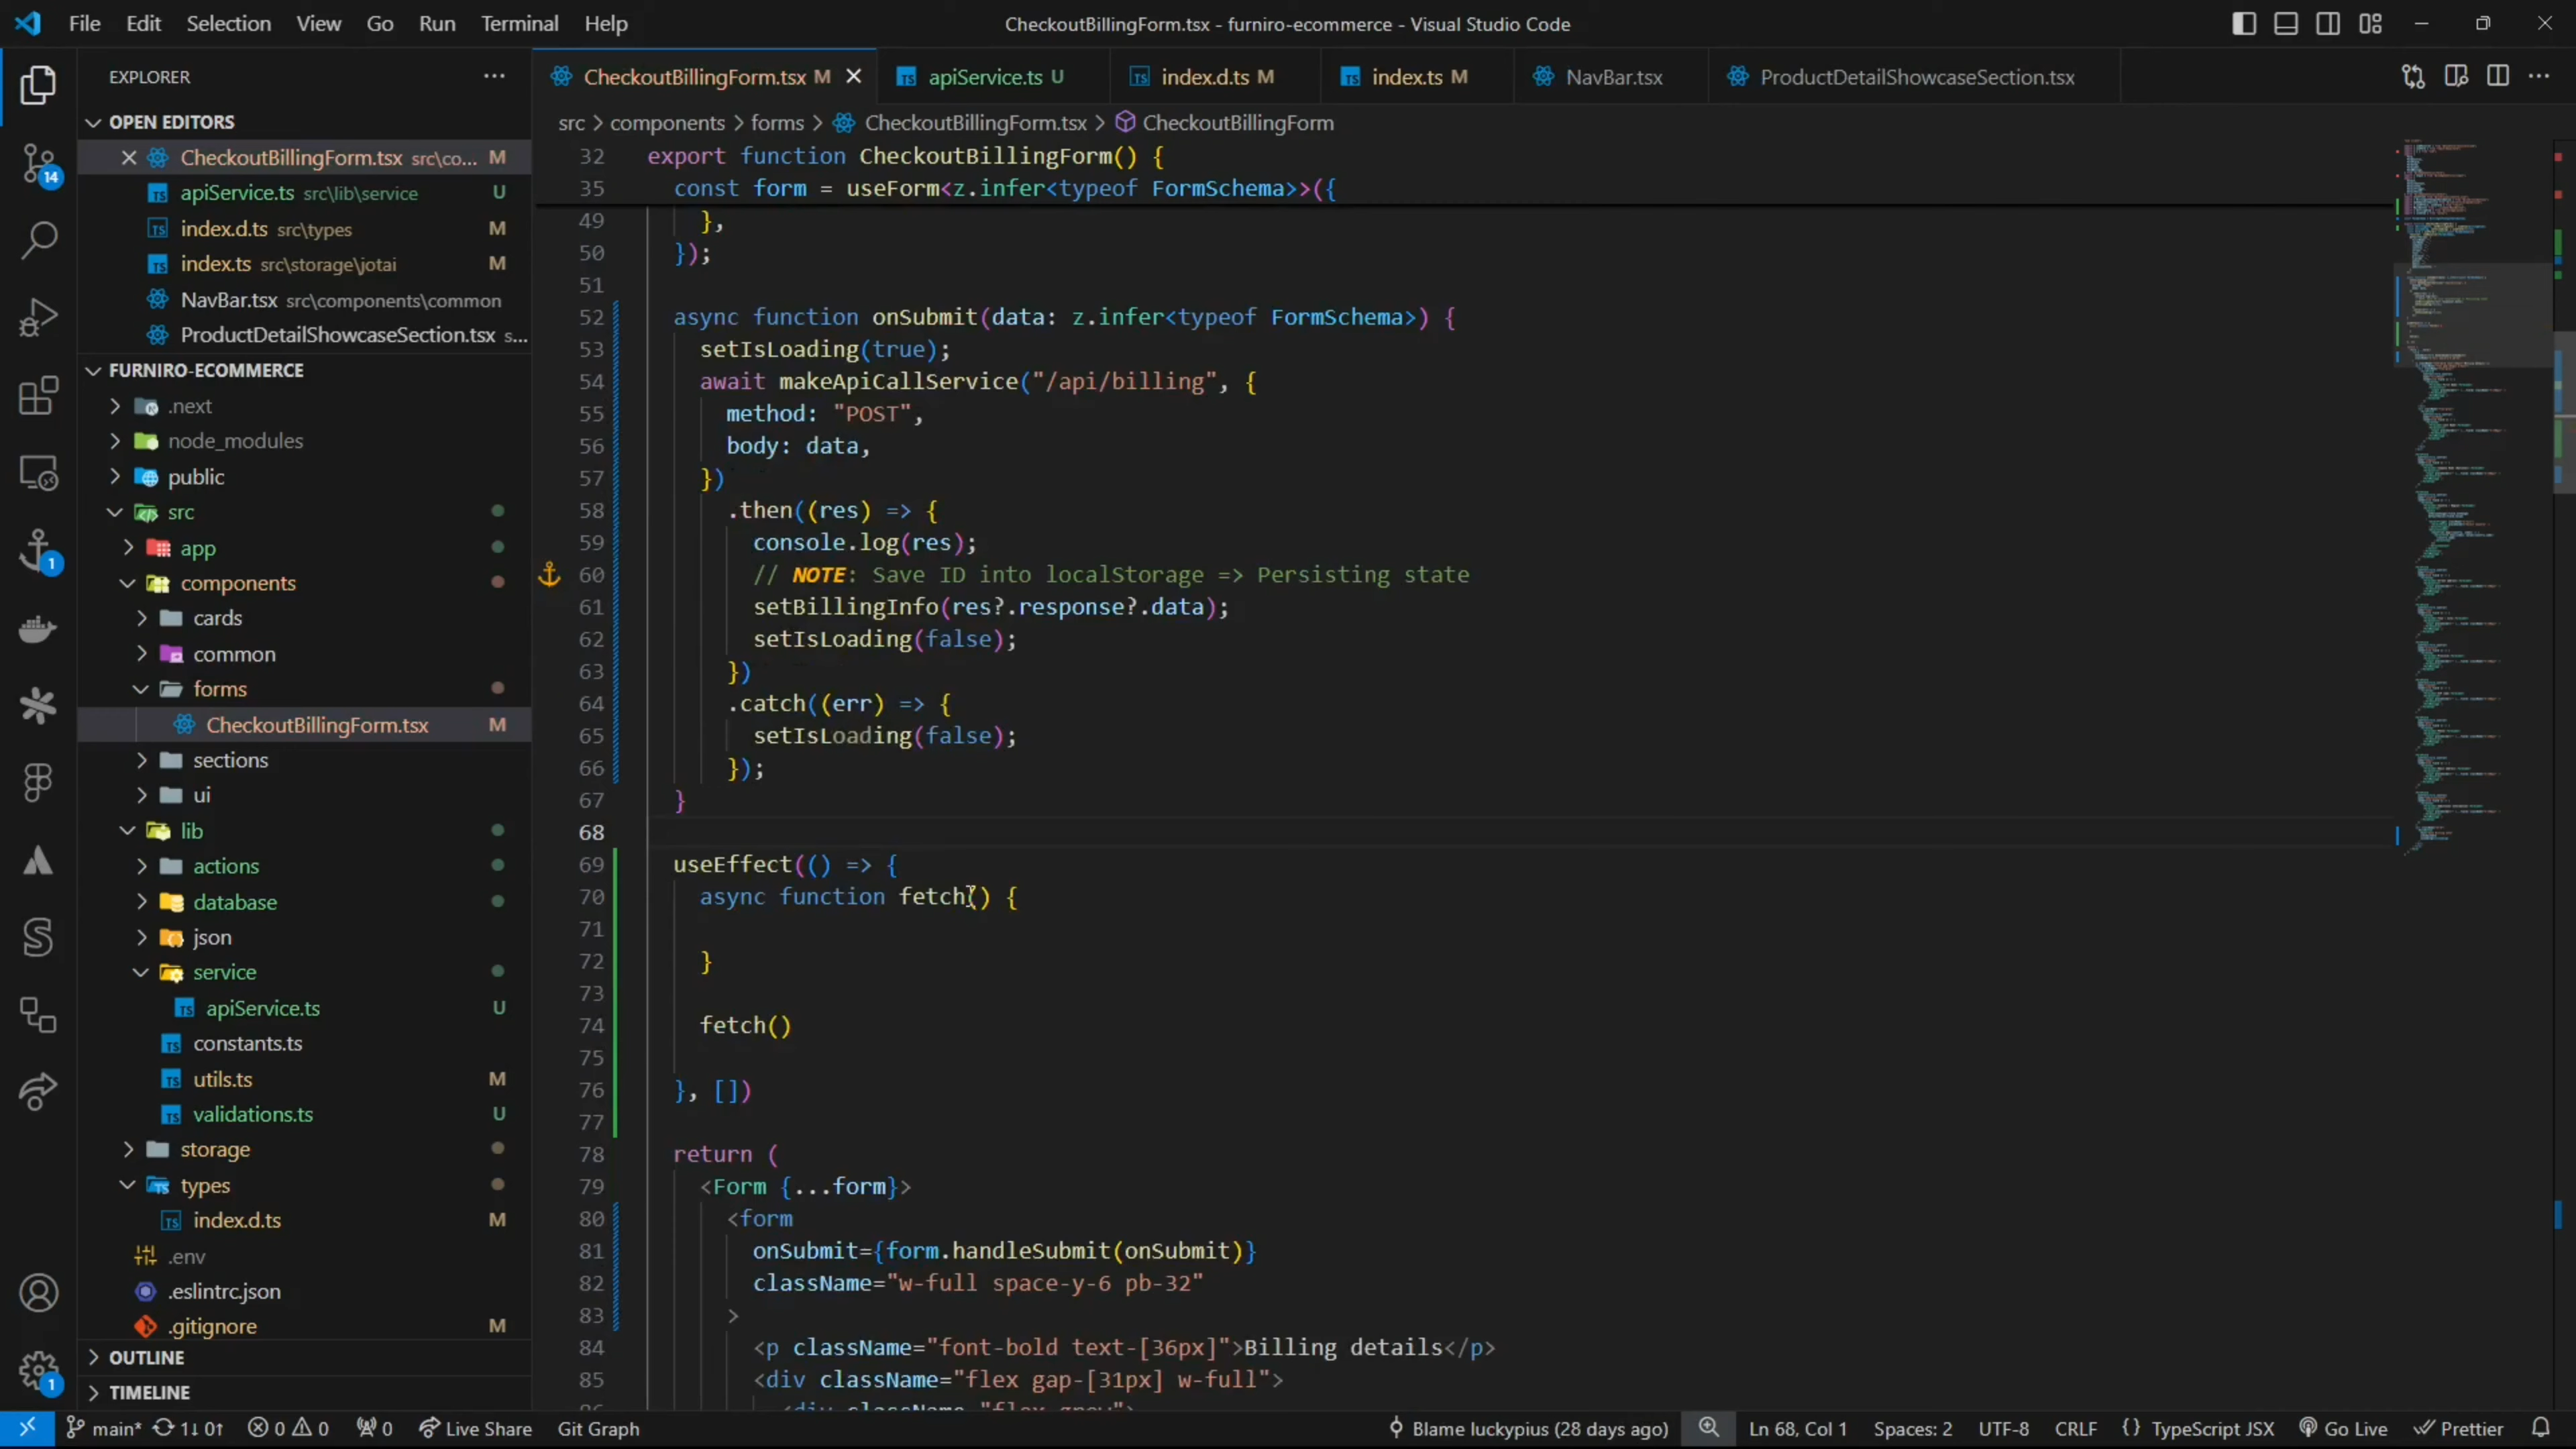 File Edit Selection View Go Run Terminal Help
CheckoutBillingForm.tsx - furniro-ecommerce - Visual Studio Code
EXPLORER
OPEN EDITORS
CheckoutBillingForm.tsx src\co... M
apiService.ts src\lib\service U
index.d.ts src\types M
index.ts src\storage\jotai M
NavBar.tsx src\components\common
ProductDetailShowcaseSection.tsx s...
FURNIRO-ECOMMERCE
.next
node_modules
public
src
app
components
cards
common
forms
CheckoutBillingForm.tsx M
sections
ui
lib
actions
database
json
service
apiService.ts U
constants.ts
utils.ts M
validations.ts U
storage
types
index.d.ts M
.env
.eslintrc.json
.gitignore M
OUTLINE
TIMELINE
14
1
1
CheckoutBillingForm.tsx M apiService.ts U index.d.ts M index.ts M NavBar.tsx ProductDetailShowcaseSection.tsx
src > components > forms > CheckoutBillingForm.tsx > CheckoutBillingForm
32 export function CheckoutBillingForm() {
35 const form = useForm<z.infer<typeof FormSchema>>({
49 },
50 });
51
52 async function onSubmit(data: z.infer<typeof FormSchema>) {
53 setIsLoading(true);
54 await makeApiCallService("/api/billing", {
55 method: "POST",
56 body: data,
57 })
58 .then((res) => {
59 console.log(res);
60 // NOTE: Save ID into localStorage => Persisting state
61 setBillingInfo(res?.response?.data);
62 setIsLoading(false);
63 })
64 .catch((err) => {
65 setIsLoading(false);
66 });
67 }
68
69 useEffect(() => {
70 async function fetch() {
71
72 }
73
74 fetch()
75
76 }, [])
77
78 return (
79 <Form {...form}>
80 <form
81 onSubmit={form.handleSubmit(onSubmit)}
82 className="w-full space-y-6 pb-32"
83 >
84 <p className="font-bold text-[36px]">Billing details</p>
85 <div className="flex gap-[31px] w-full">
86 <div className="flex grow">
main* 1↓ 0↑ 0 0 0 Live Share Git Graph
Blame luckypius (28 days ago) Ln 68, Col 1 Spaces: 2 UTF-8 CRLF {} TypeScript JSX Go Live Prettier